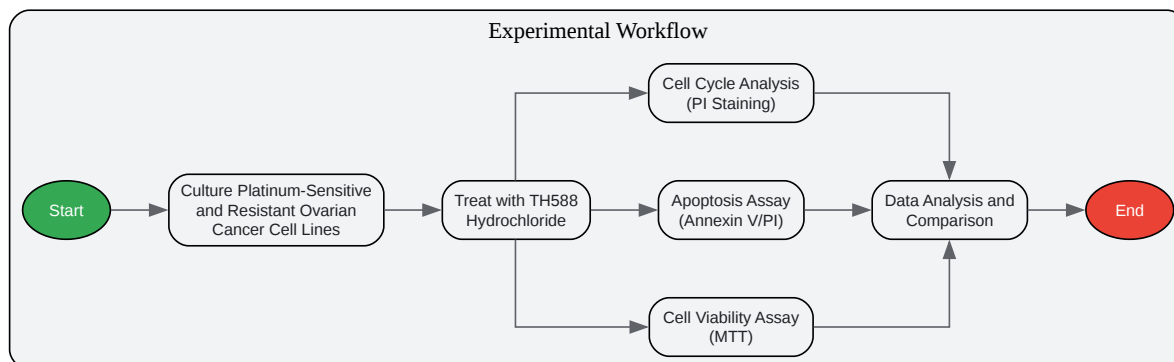 Experimental Workflow
Start
Culture Platinum-Sensitive
and Resistant Ovarian
Cancer Cell Lines
Treat with TH588
Hydrochloride
Cell Cycle Analysis
(PI Staining)
Apoptosis Assay
(Annexin V/PI)
Cell Viability Assay
(MTT)
Data Analysis and
Comparison
End